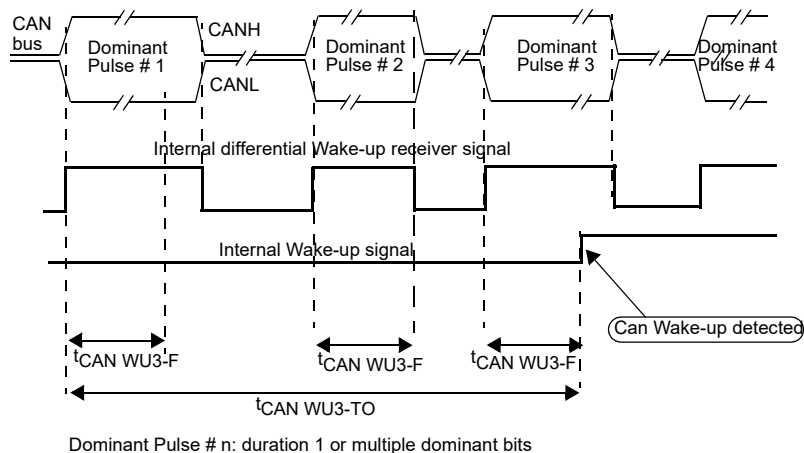 CAN
bus
CANH
CANL
Dominant
Pulse # 1
Dominant
Pulse # 2
Dominant
Pulse # 3
Dominant
Pulse # 4
Internal differential Wake-up receiver signal
Internal Wake-up signal
Can Wake-up detected
tCAN WU3-F
tCAN WU3-F
tCAN WU3-F
tCAN WU3-TO
Dominant Pulse # n: duration 1 or multiple dominant bits